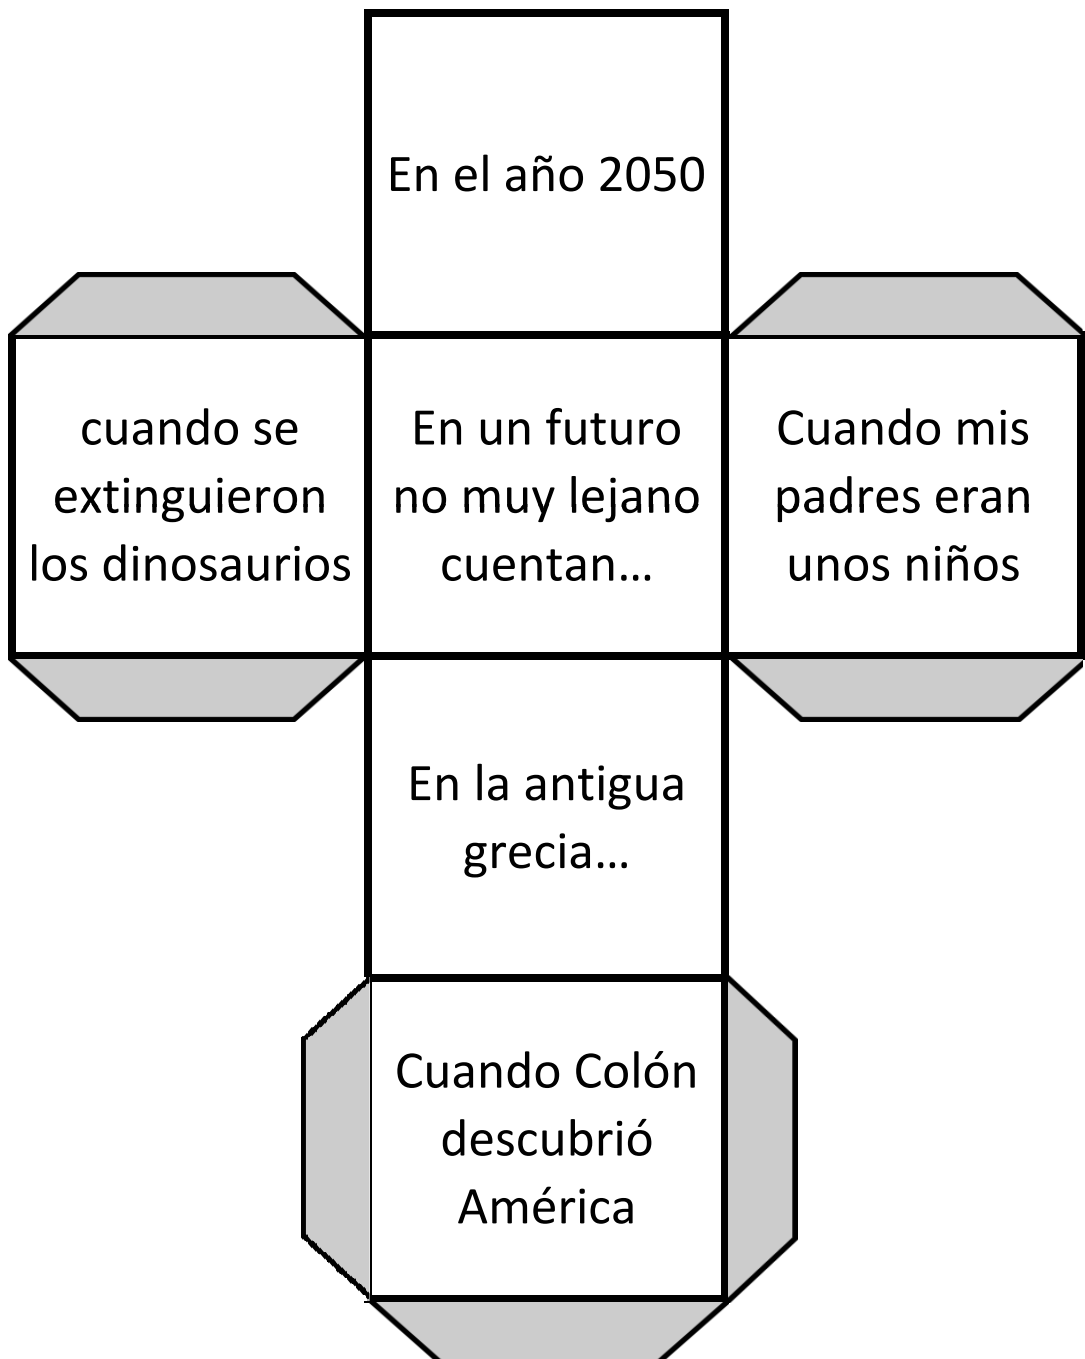 En el año 2050
cuando se
extinguieron
los dinosaurios
En un futuro
no muy lejano
cuentan...
Cuando mis
padres eran
unos niños
En la antigua
grecia...
Cuando Colón
descubrió
América